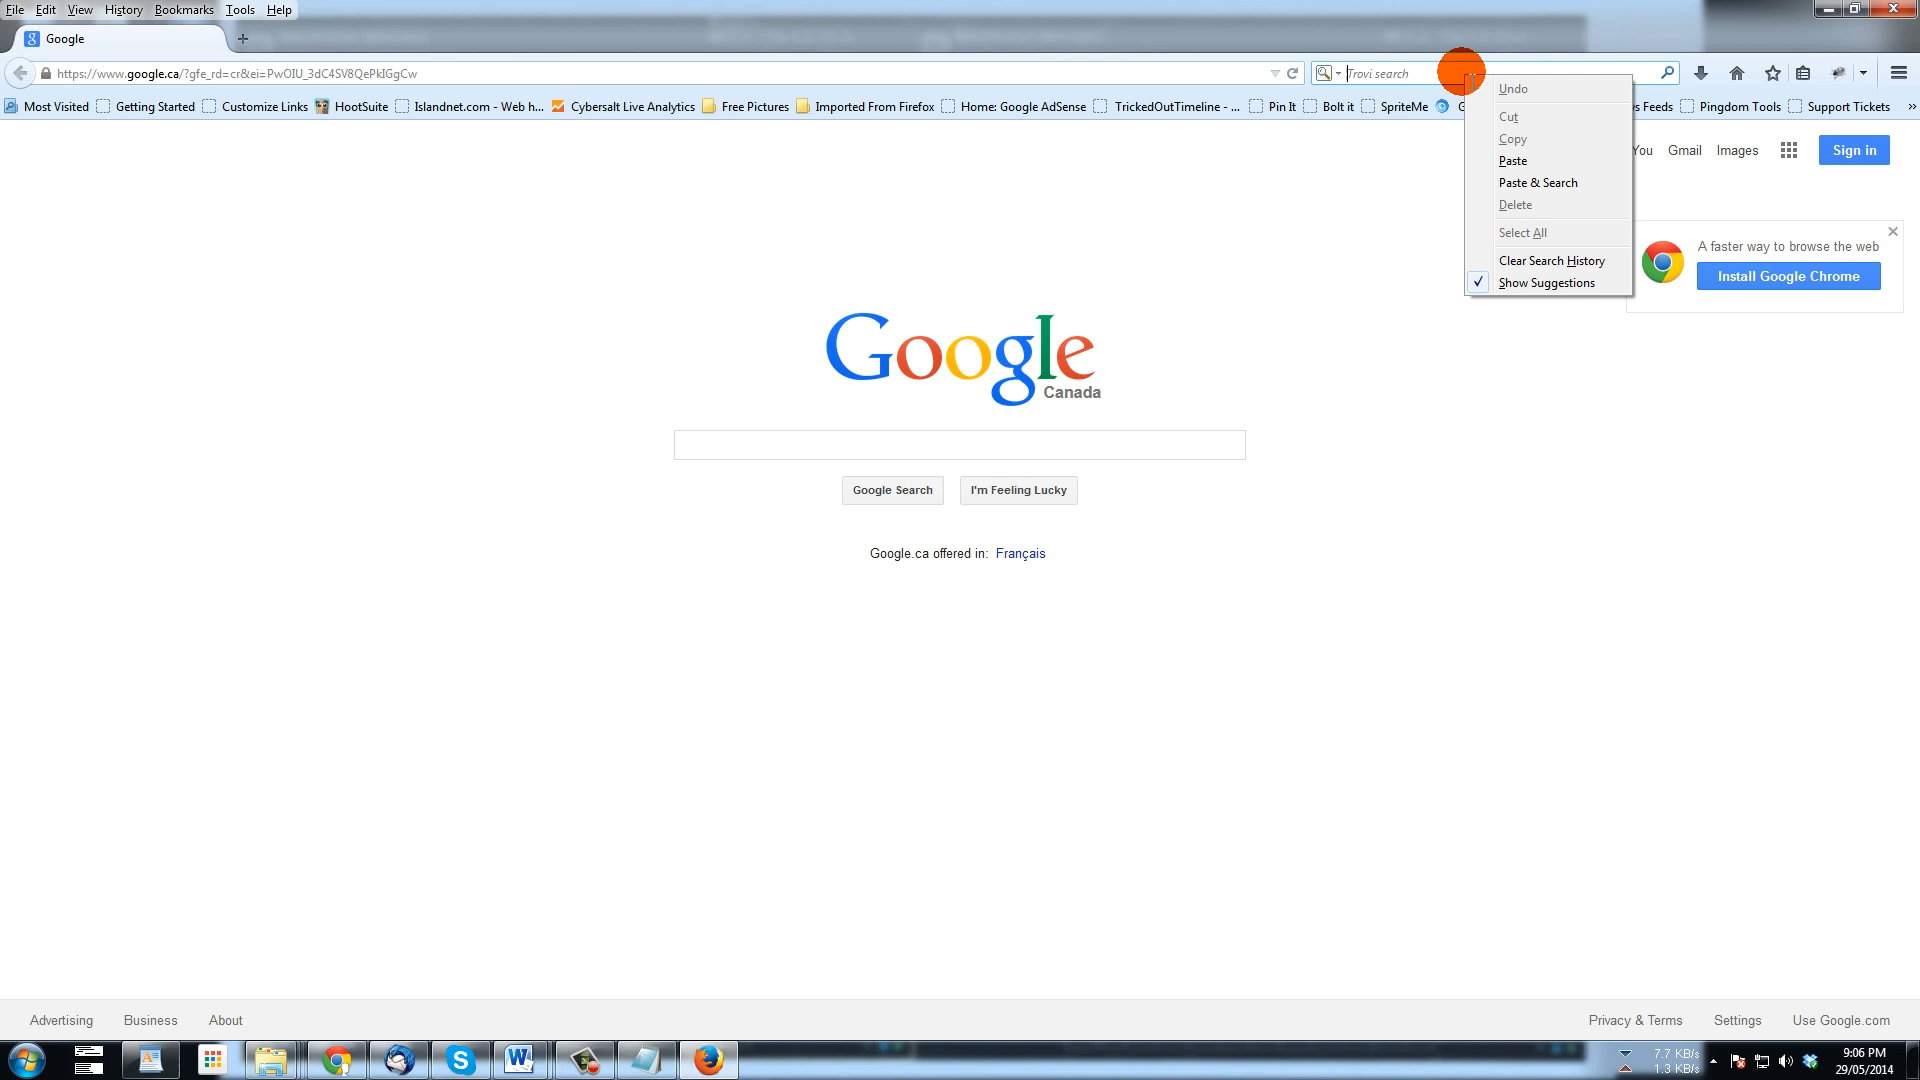 File Edit View History Bookmarks Tools Help
Google
https://www.google.ca/?gfe_rd=cr&ei=PwOIU_3dC4SV8QePkIGgCw
Trovi search
Most Visited Getting Started Customize Links HootSuite Islandnet.com - Web h... Cybersalt Live Analytics Free Pictures Imported From Firefox Home: Google AdSense TrickedOutTimeline - ... Pin It Bolt it SpriteMe G s Feeds Pingdom Tools Support Tickets »
Undo
Cut
Copy
Paste
Paste & Search
Delete
Select All
Clear Search History
Show Suggestions
You Gmail Images Sign in
A faster way to browse the web
Install Google Chrome
Google
Canada
Google Search I'm Feeling Lucky
Google.ca offered in: Français
Advertising Business About Privacy & Terms Settings Use Google.com
7.7 KB/s
1.3 KB/s
9:06 PM
29/05/2014